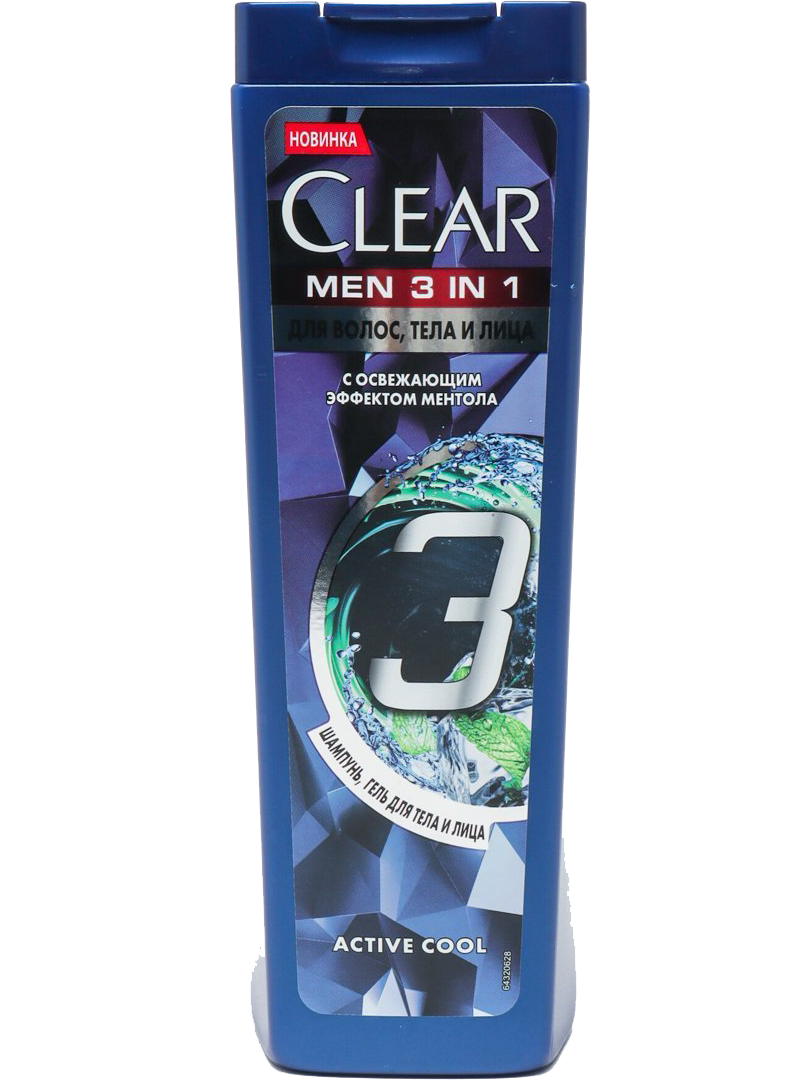 НОВИНКА
CLEAR
MEN 3 IN 1
ДЛЯ ВОЛОС, ТЕЛА И ЛИЦА
С ОСВЕЖАЮЩИМ
ЭФФЕКТОМ МЕНТОЛА
3
ШАМПУНЬ, ГЕЛЬ ДЛЯ ТЕЛА И ЛИЦА
ACTIVE COOL
64320628